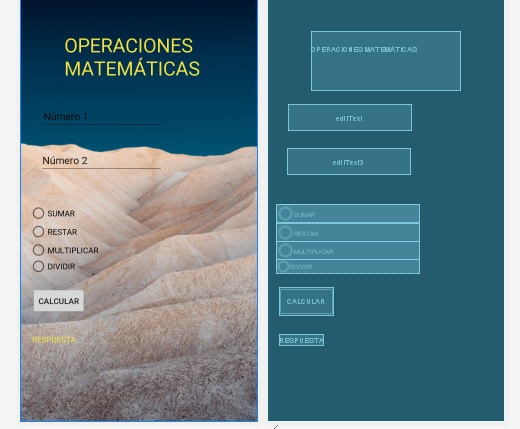 OPERACIONES
MATEMÁTICAS
Número 1
Número 2
SUMAR
RESTAR
MULTIPLICAR
DIVIDIR
CALCULAR
RESPUESTA
OPERACIONES MATEMÁTICAS
editText
editText3
SUMAR
RESTAR
MULTIPLICAR
DIVIDIR
CALCULAR
RESPUESTA